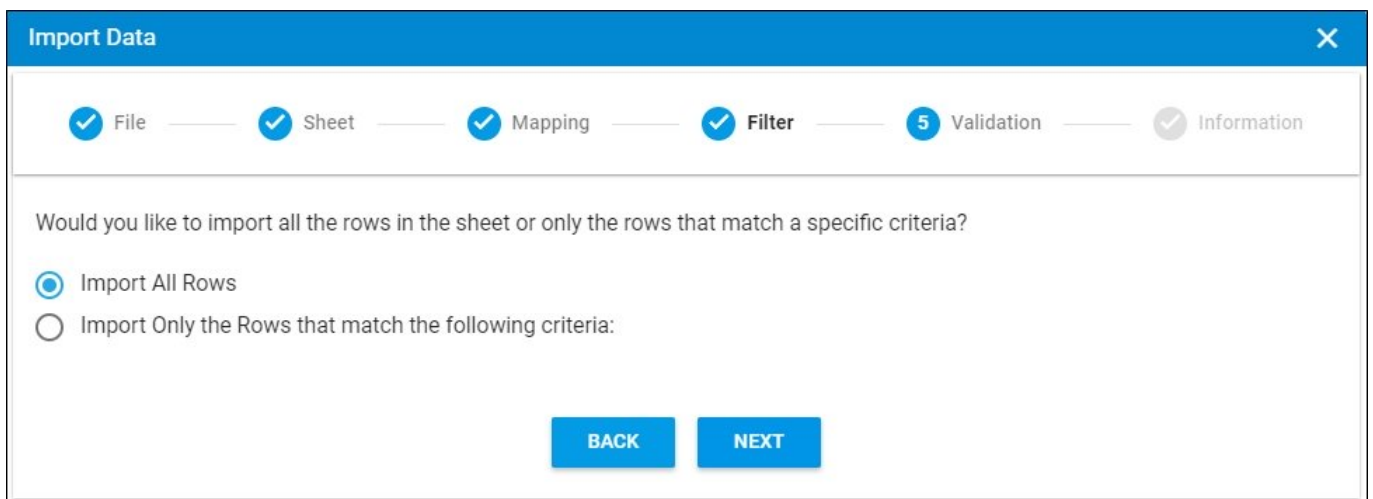 Import Data
File Sheet Mapping Filter 5 Validation Information
Would you like to import all the rows in the sheet or only the rows that match a specific criteria?
Import All Rows
Import Only the Rows that match the following criteria:
BACK NEXT